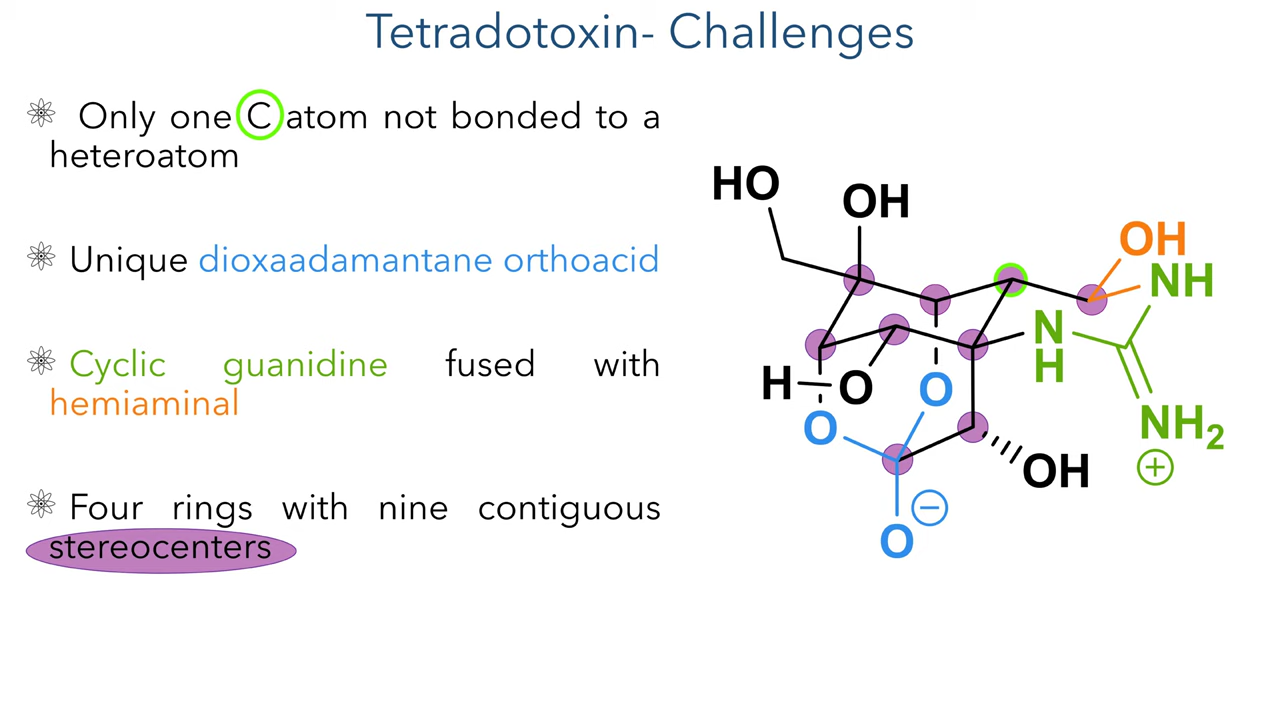 Tetradotoxin- Challenges
Only one C atom not bonded to a
heteroatom
Unique dioxaadamantane orthoacid
Cyclic guanidine fused with
hemiaminal
Four rings with nine contiguous
stereocenters
HO
OH
OH
NH
N
H
H
O
O
O
NH₂
+
OH
−
O